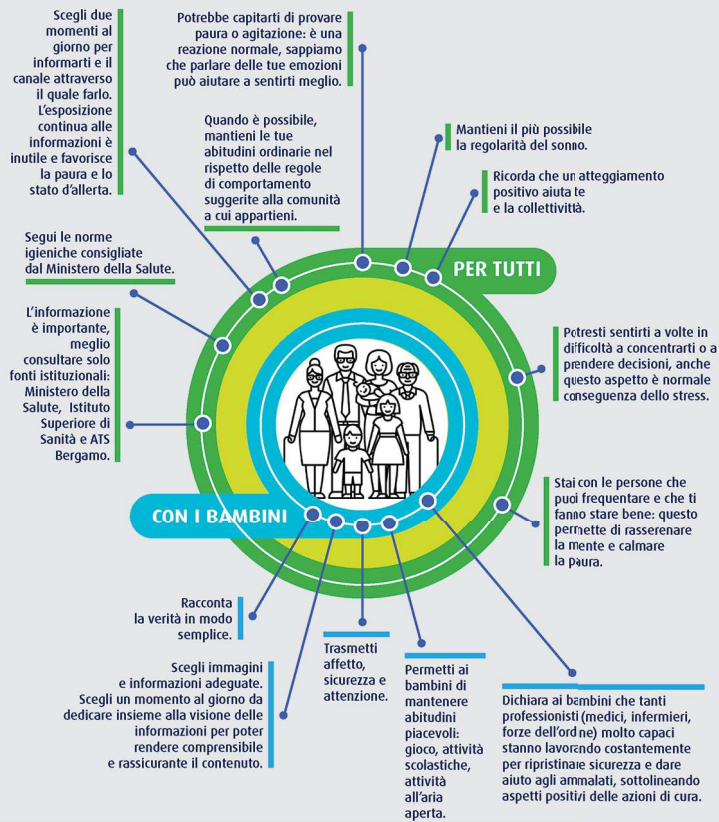 Scegli due
momenti al
giorno per
informarti e il
canale attraverso
il quale farlo.
L'esposizione
continua alle
informazioni è
inutile e favorisce
la paura e lo
stato d'allerta.
Potrebbe capitarti di provare
paura o agitazione: è una
reazione normale, sappiamo
che parlare delle tue emozioni
può aiutare a sentirti meglio.
Quando è possibile,
mantieni le tue
abitudini ordinarie nel
rispetto delle regole
di comportamento
suggerite alla comunità
a cui appartieni.
Mantieni il più possibile
la regolarità del sonno.
Ricorda che un atteggiamento
positivo aiuta te
e la collettività.
Segui le norme
igieniche consigliate
dal Ministero della Salute.
PER TUTTI
L'informazione
è importante,
meglio
consultare solo
fonti istituzionali:
Ministero della
Salute, Istituto
Superiore di
Sanità e ATS
Bergamo.
Potresti sentirti a volte in
difficoltà a concentrarti o a
prendere decisioni, anche
questo aspetto è normale
conseguenza dello stress.
Stai con le persone che
puoi frequentare e che ti
fanno stare bene: questo
permette di rasserenare
la mente e calmare
la paura.
CON I BAMBINI
Racconta
la verità in modo
semplice.
Scegli immagini
e informazioni adeguate.
Scegli un momento al giorno da
dedicare insieme alla visione delle
informazioni per poter
rendere comprensibile
e rassicurante il contenuto.
Trasmetti
affetto,
sicurezza e
attenzione.
Permetti ai
bambini di
mantenere
abitudini
piacevoli:
gioco, attività
scolastiche,
attività
all'aria
aperta.
Dichiara ai bambini che tanti
professionisti (medici, infermieri,
forze dell'ordine) molto capaci
stanno lavorando costantemente
per ripristinare sicurezza e dare
aiuto agli ammalati, sottolineando
aspetti positivi delle azioni di cura.